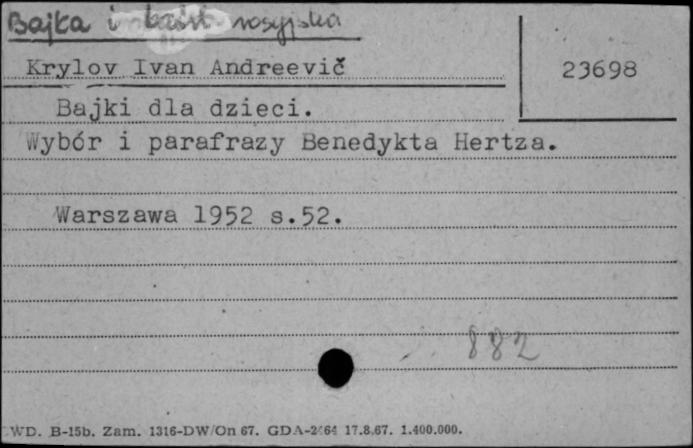 Bajka i baśń rosyjska
Krylov Ivan Andreevič
23698
Bajki dla dzieci.
Wybór i parafrazy Benedykta Hertza.
Warszawa 1952 s.52.
882
WD. B-15b. Zam. 1316-DW/On 67. GDA-2 64 17.8.67. 1.400.000.